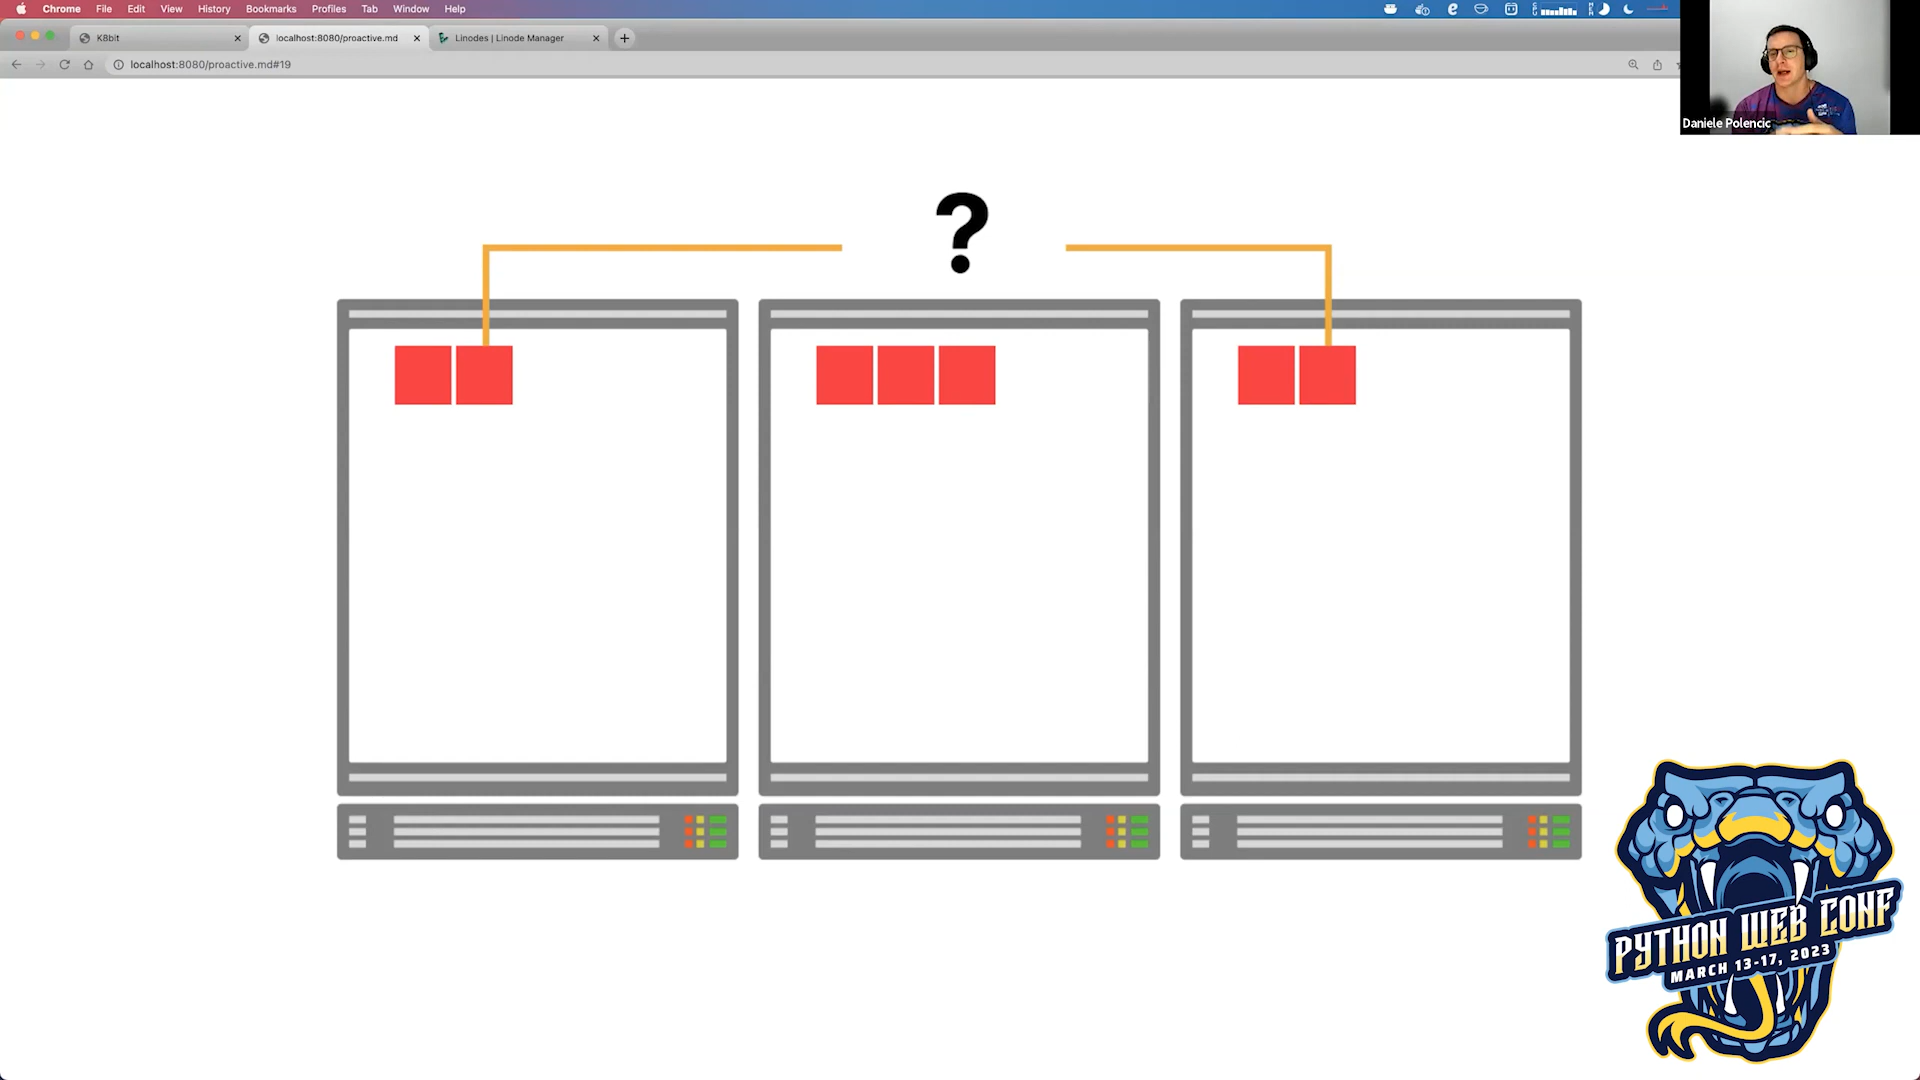 Chrome File Edit View History Bookmarks Profiles Tab Window Help
K8bit
localhost:8080/proactive.md
Linodes | Linode Manager
localhost:8080/proactive.md#19
Daniele Polencic
?
PYTHON WEB CONF
MARCH 13-17, 2023